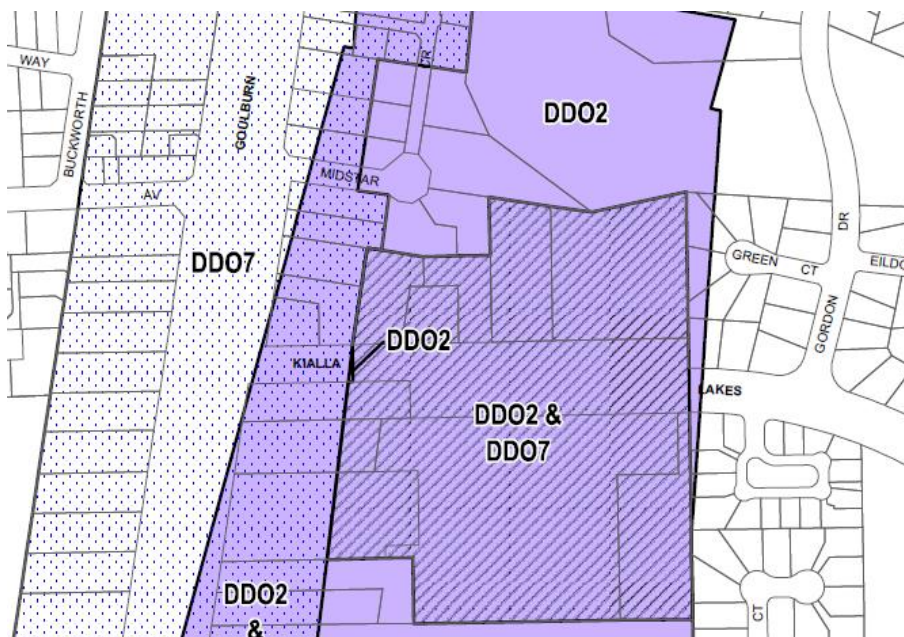 WAY
BUCKWORTH
GOULBURN
CR
DDO2
MIDSTAR
AV
DDO7
GREEN
CT
DR
EILDO
GORDON
KIALLA
DDO2
LAKES
DDO2 &
DDO7
DDO2
&
CT